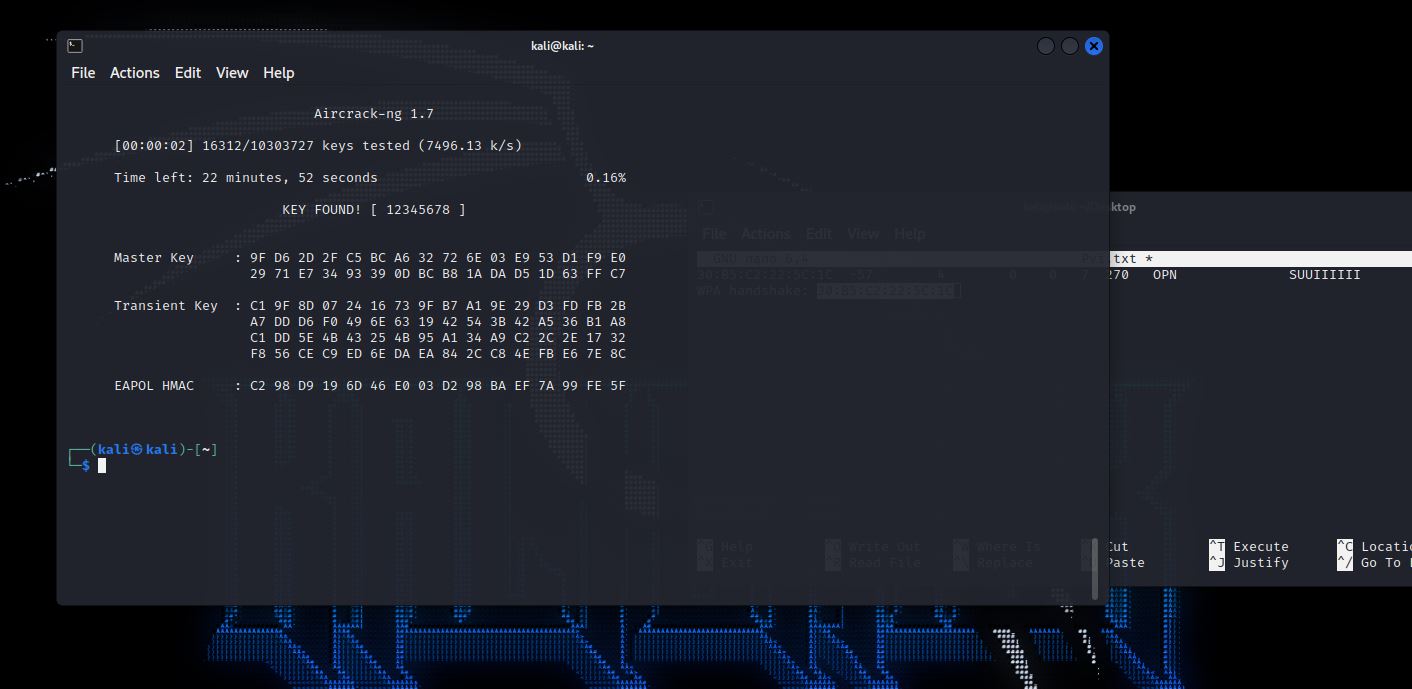 kali@kali: ~
File Actions Edit View Help
Aircrack-ng 1.7
[00:00:02] 16312/10303727 keys tested (7496.13 k/s)
Time left: 22 minutes, 52 seconds 0.16%
KEY FOUND! [ 12345678 ]
Master Key : 9F D6 2D 2F C5 BC A6 32 72 6E 03 E9 53 D1 F9 E0
29 71 E7 34 93 39 0D BC B8 1A DA D5 1D 63 FF C7
Transient Key : C1 9F 8D 07 24 16 73 9F B7 A1 9E 29 D3 FD FB 2B
A7 DD D6 F0 49 6E 63 19 42 54 3B 42 A5 36 B1 A8
C1 DD 5E 4B 43 25 4B 95 A1 34 A9 C2 2C 2E 17 32
F8 56 CE C9 ED 6E DA EA 84 2C C8 4E FB E6 7E 8C
EAPOL HMAC : C2 98 D9 19 6D 46 E0 03 D2 98 BA EF 7A 99 FE 5F
(kali㉿kali)-[~]
$
ktop
File Actions Edit View Help
GNU nano 6.4 .txt *
30:B5:C2:22:5C:1C -57 4 0 0 7 270 OPN SUUIIIIII
WPA handshake: 30:B5:C2:22:5C:1C
Help ^O Write Out ^W Where Is Cut ^T Execute ^C Locatio
Exit Read File Replace Paste ^J Justify ^/ Go To